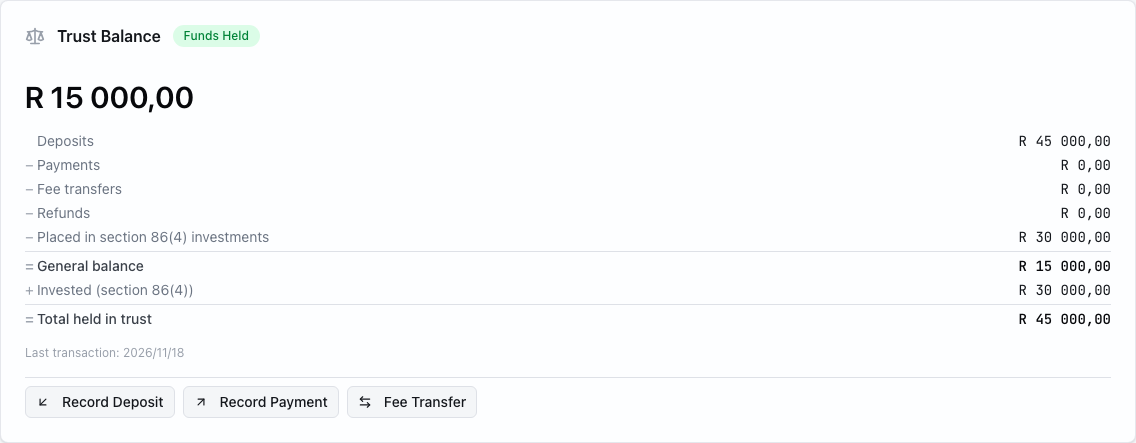 Trust Balance Funds Held
R 15 000,00
Deposits R 45 000,00
– Payments R 0,00
– Fee transfers R 0,00
– Refunds R 0,00
– Placed in section 86(4) investments R 30 000,00
= General balance R 15 000,00
+ Invested (section 86(4)) R 30 000,00
= Total held in trust R 45 000,00
Last transaction: 2026/11/18
Record Deposit Record Payment Fee Transfer